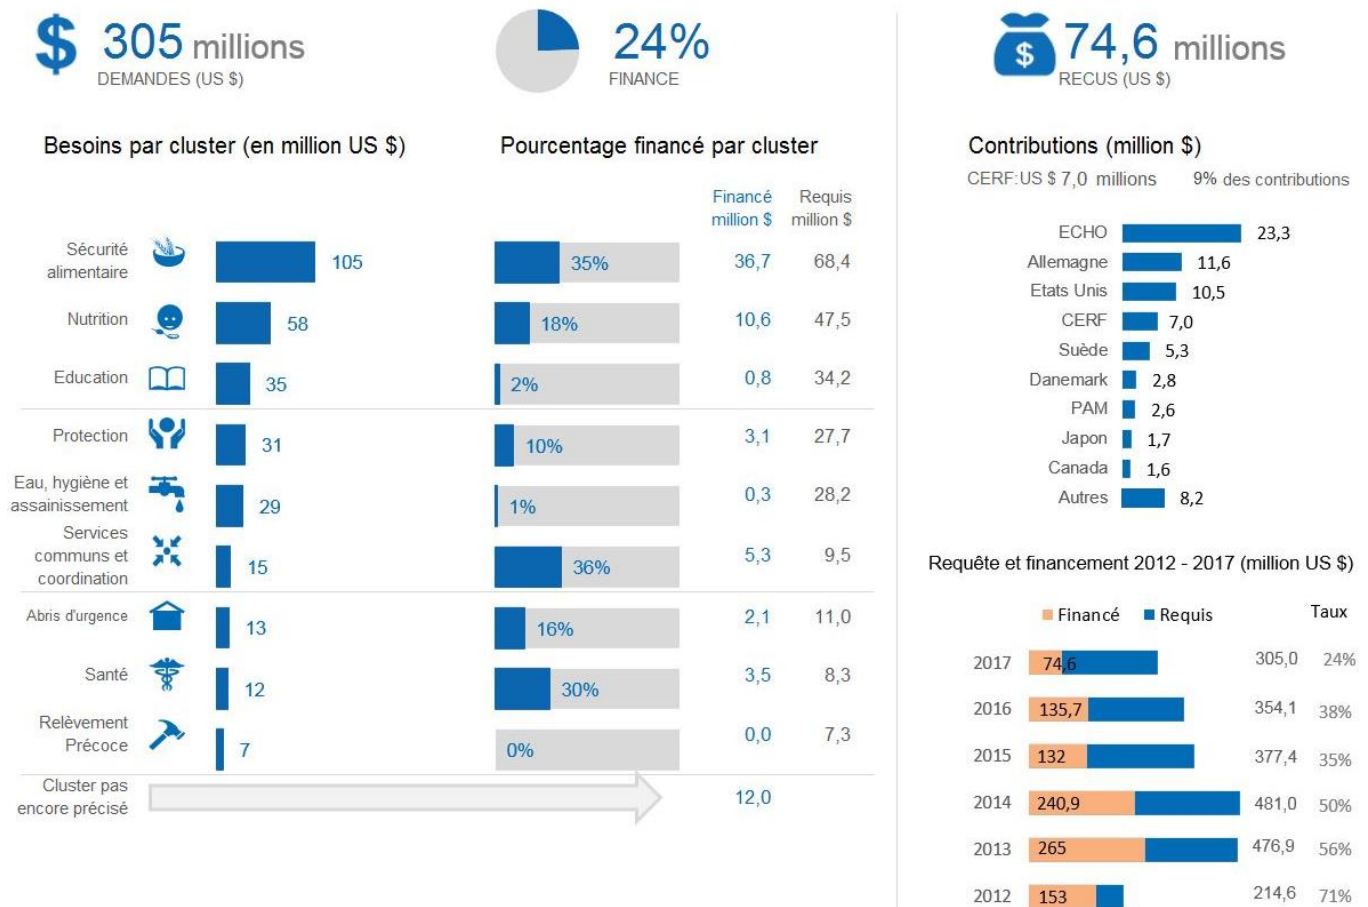 $ 305 millions
DEMANDES (US $)
24%
FINANCE
$ 74,6 millions
RECUS (US $)
Besoins par cluster (en million US $)
Pourcentage financé par cluster
Financé Requis
million $ million $
Sécurité
alimentaire
105 35% 36,7 68,4
Nutrition 58 18% 10,6 47,5
Education 35 2% 0,8 34,2
Protection 31 10% 3,1 27,7
Eau, hygiène et
assainissement
29 1% 0,3 28,2
Services
communs et
coordination
15 36% 5,3 9,5
Abris d'urgence 13 16% 2,1 11,0
Santé 12 30% 3,5 8,3
Relèvement
Précoce
7 0% 0,0 7,3
Cluster pas
encore précisé
12,0
Contributions (million $)
CERF:US $ 7,0 millions 9% des contributions
ECHO 23,3
Allemagne 11,6
Etats Unis 10,5
CERF 7,0
Suède 5,3
Danemark 2,8
PAM 2,6
Japon 1,7
Canada 1,6
Autres 8,2
Requête et financement 2012 - 2017 (million US $)
Financé Requis Taux
2017 74,6 305,0 24%
2016 135,7 354,1 38%
2015 132 377,4 35%
2014 240,9 481,0 50%
2013 265 476,9 56%
2012 153 214,6 71%